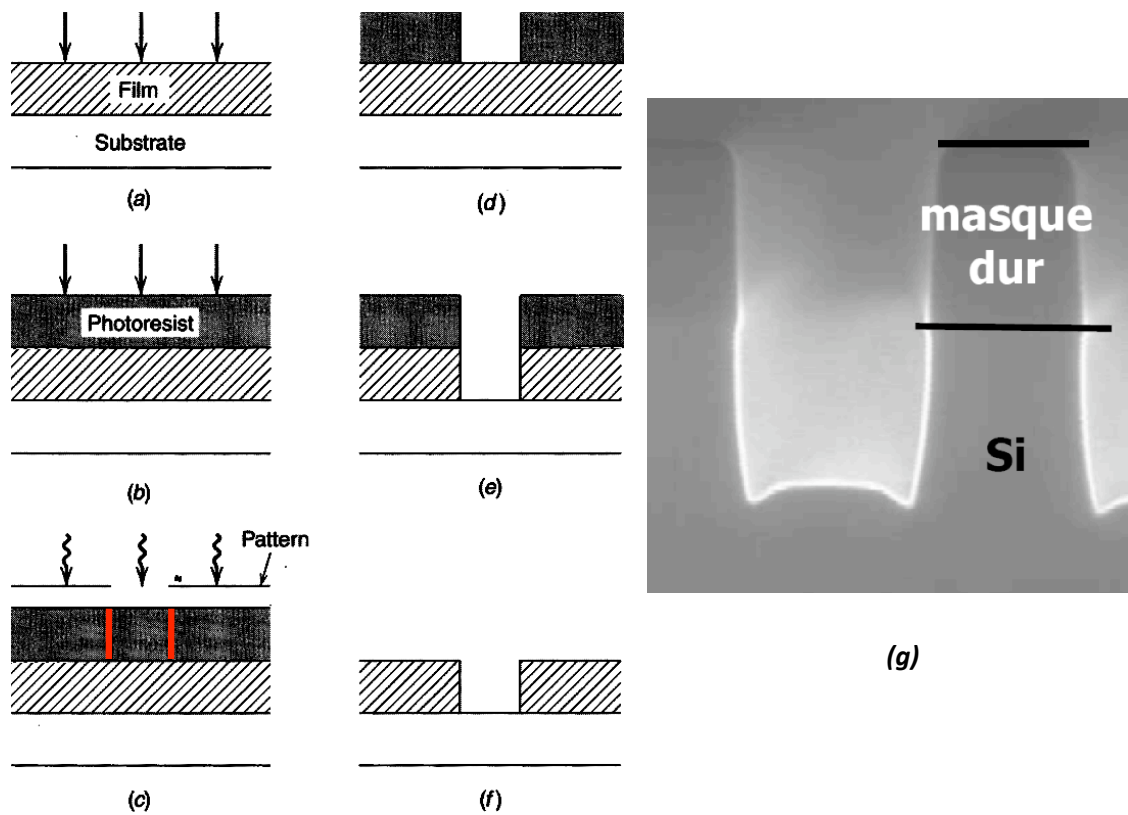 Film
Substrate
(a)
Photoresist
(b)
Pattern
(c)
(d)
(e)
(f)
masque
dur
Si
(g)